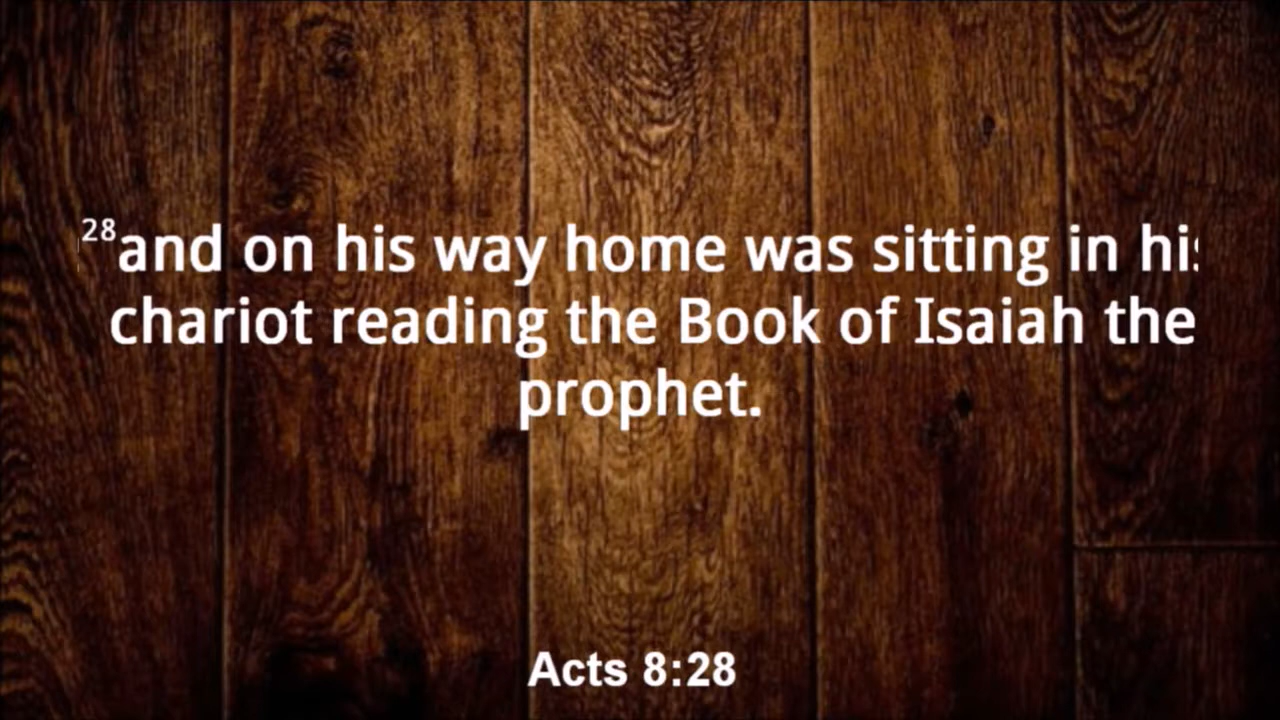 28and on his way home was sitting in his
chariot reading the Book of Isaiah the
prophet.
Acts 8:28